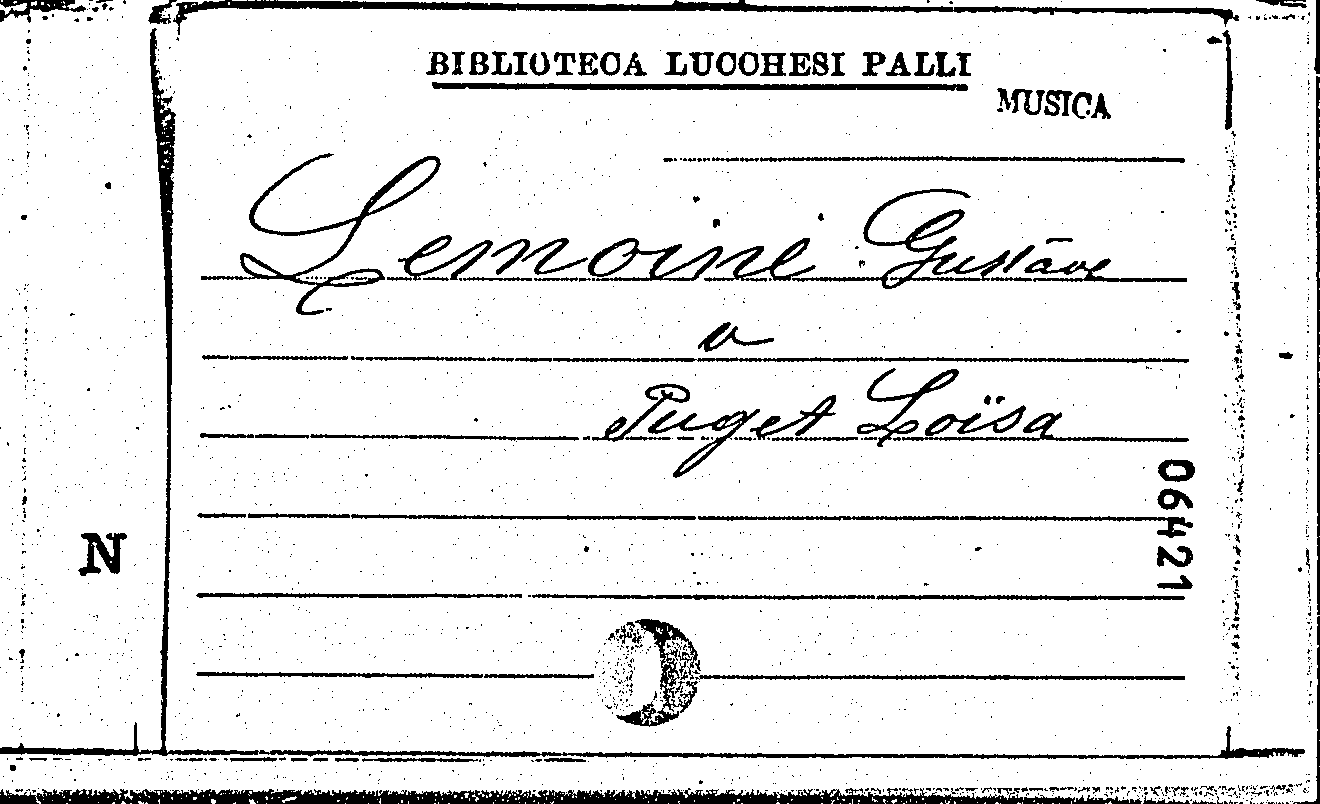 BIBLIOTECA LUCCHESI PALLI
MUSICA
Lemoine Gustave
a
Puget Loïsa
06421
N